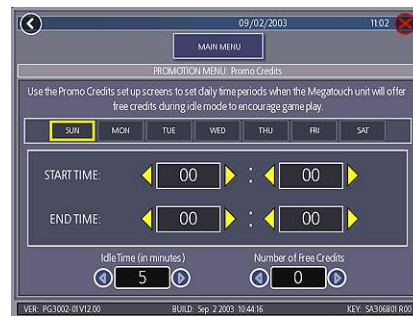 09/02/2003 11:02
MAIN MENU
PROMOTION MENU: Promo Credits
Use the Promo Credits set up screens to set daily time periods when the Megatouch unit will offer
free credits during idle mode to encourage game play.
SUN MON TUE WED THU FRI SAT
START TIME: 00 : 00
END TIME: 00 : 00
Idle Time (in minutes) Number of Free Credits
5 0
VER: PG3002-01V12.00 BUILD: Sep 2 2003 10:44:16 KEY: SA306801 R00